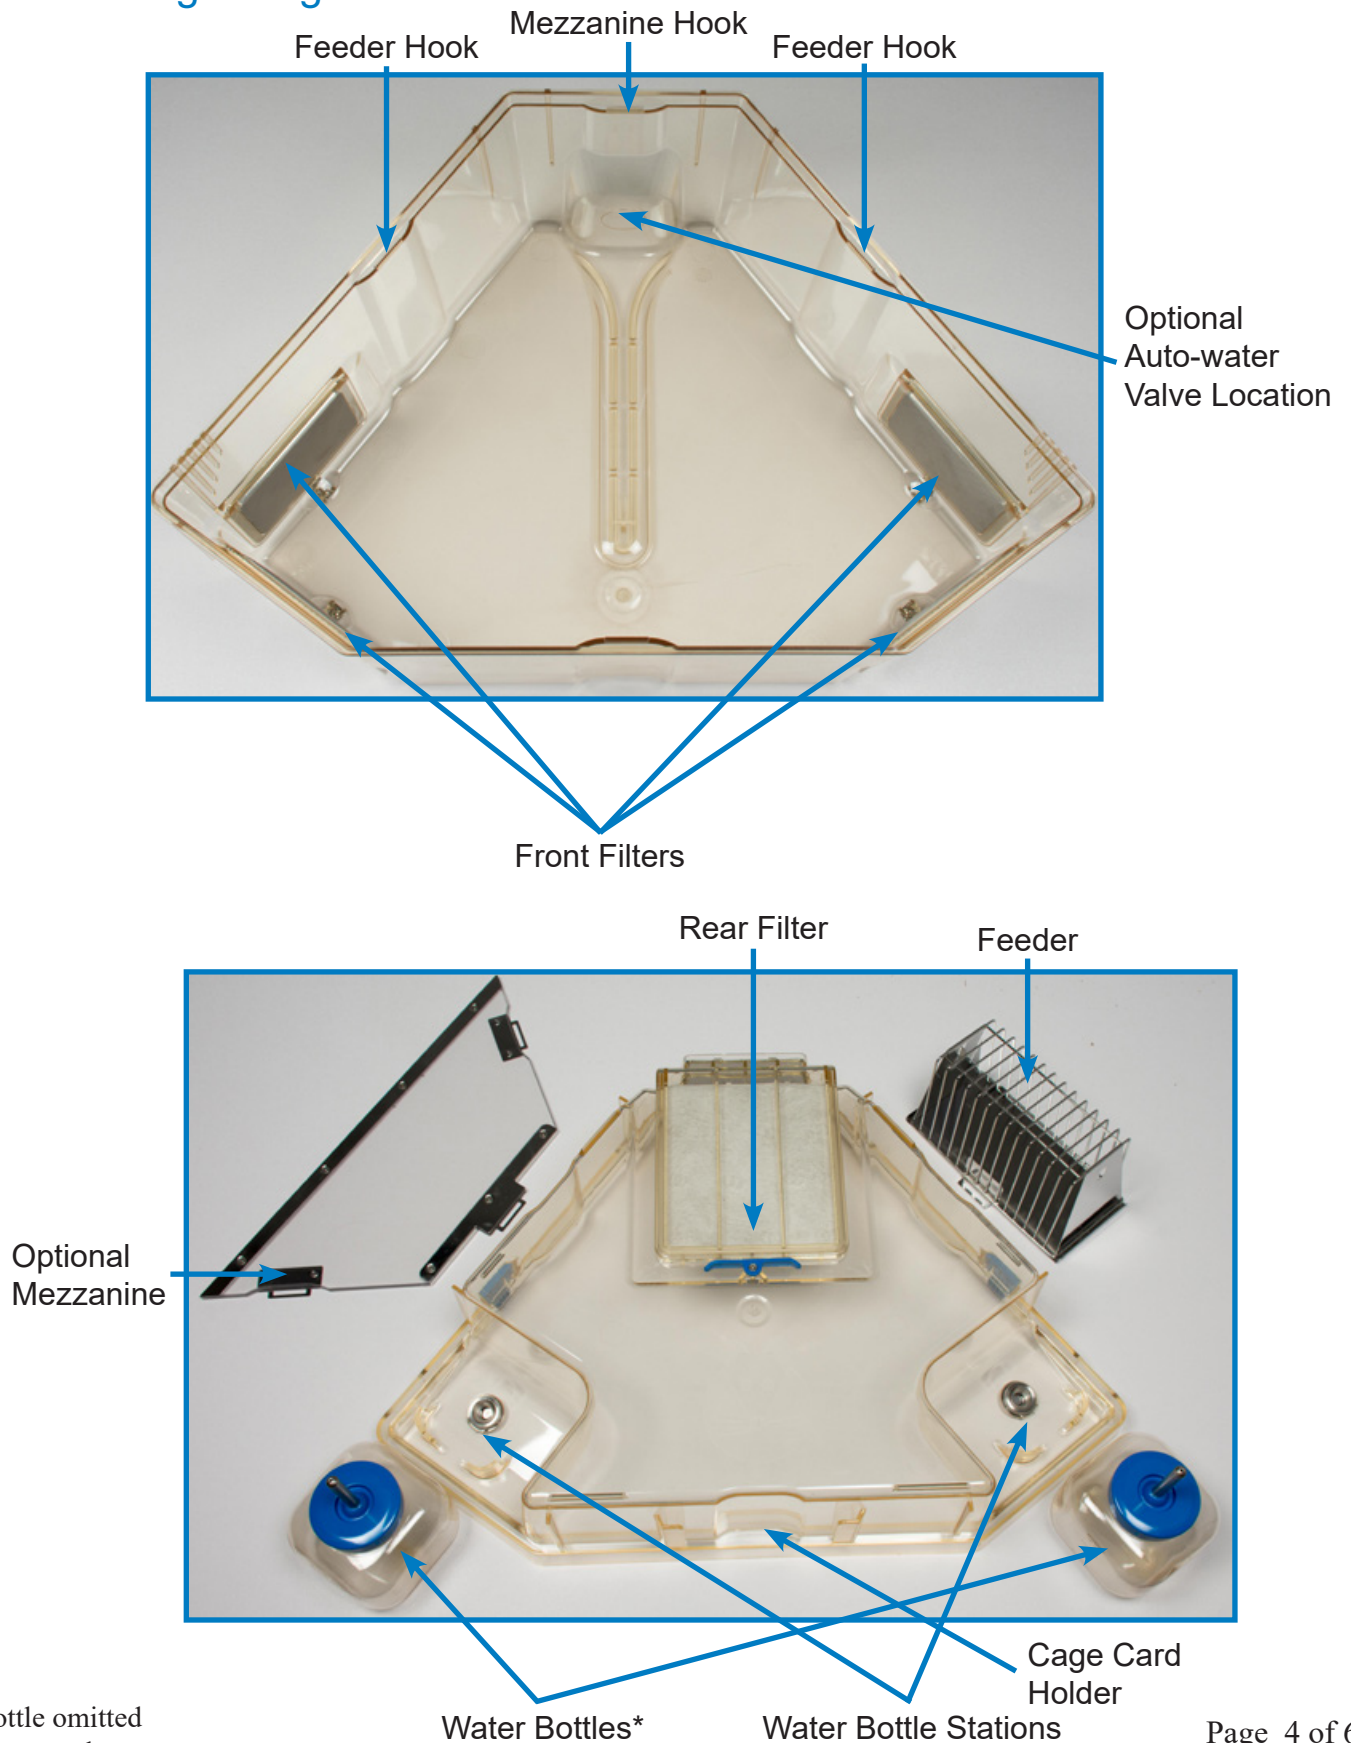 Mezzanine Hook
Feeder Hook
Feeder Hook
Optional
Auto-water
Valve Location
Front Filters
Rear Filter
Feeder
Optional
Mezzanine
Cage Card
Holder
Water Bottles*
Water Bottle Stations
omitted
Page 4 of 6